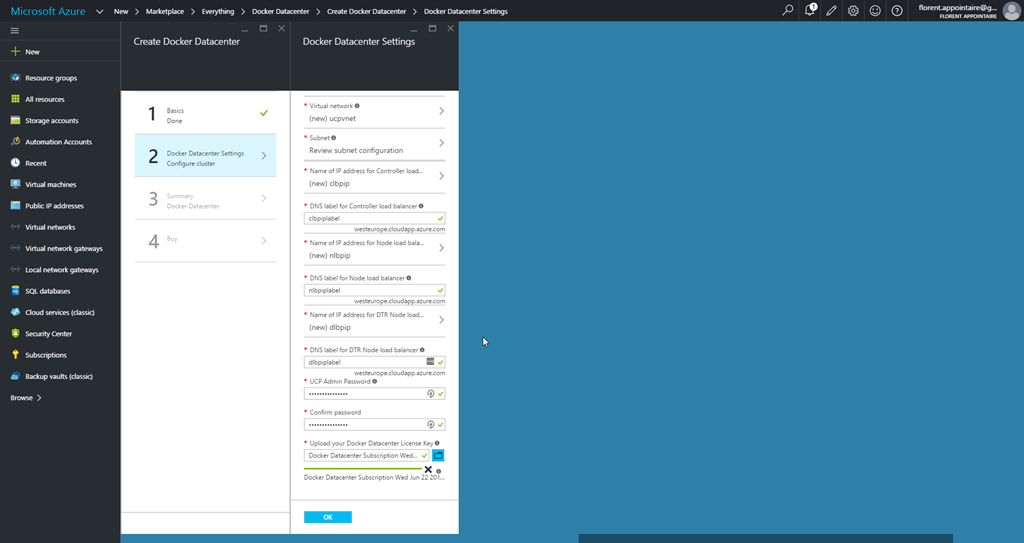 Microsoft Azure New Marketplace Everything Docker Datacenter Create Docker Datacenter Docker Datacenter Settings 1 florent.appointaire@g...
FLORENT APPOINTAIRE
New
Resource groups
All resources
Storage accounts
Automation Accounts
Recent
Virtual machines
Public IP addresses
Virtual networks
Virtual network gateways
Local network gateways
SQL databases
Cloud services (classic)
Security Center
Subscriptions
Backup vaults (classic)
Browse
Create Docker Datacenter
1 Basics
Done
2 Docker Datacenter Settings
Configure cluster
3 Summary
Docker Datacenter
4 Buy
Docker Datacenter Settings
* Virtual network
(new) ucpvnet
* Subnet
Review subnet configuration
* Name of IP address for Controller load...
(new) clbpip
* DNS label for Controller load balancer
clbpiplabel
westeurope.cloudapp.azure.com
* Name of IP address for Node load bala...
(new) nlbpip
* DNS label for Node load balancer
nlbpiplabel
westeurope.cloudapp.azure.com
* Name of IP address for DTR Node load...
(new) dlbpip
* DNS label for DTR Node load balancer
dlbpiplabel
westeurope.cloudapp.azure.com
* UCP Admin Password
•••••••••••••••
* Confirm password
•••••••••••••••
* Upload your Docker Datacenter License Key
Docker Datacenter Subscription Wed...
Docker Datacenter Subscription Wed Jun 22 201...
OK